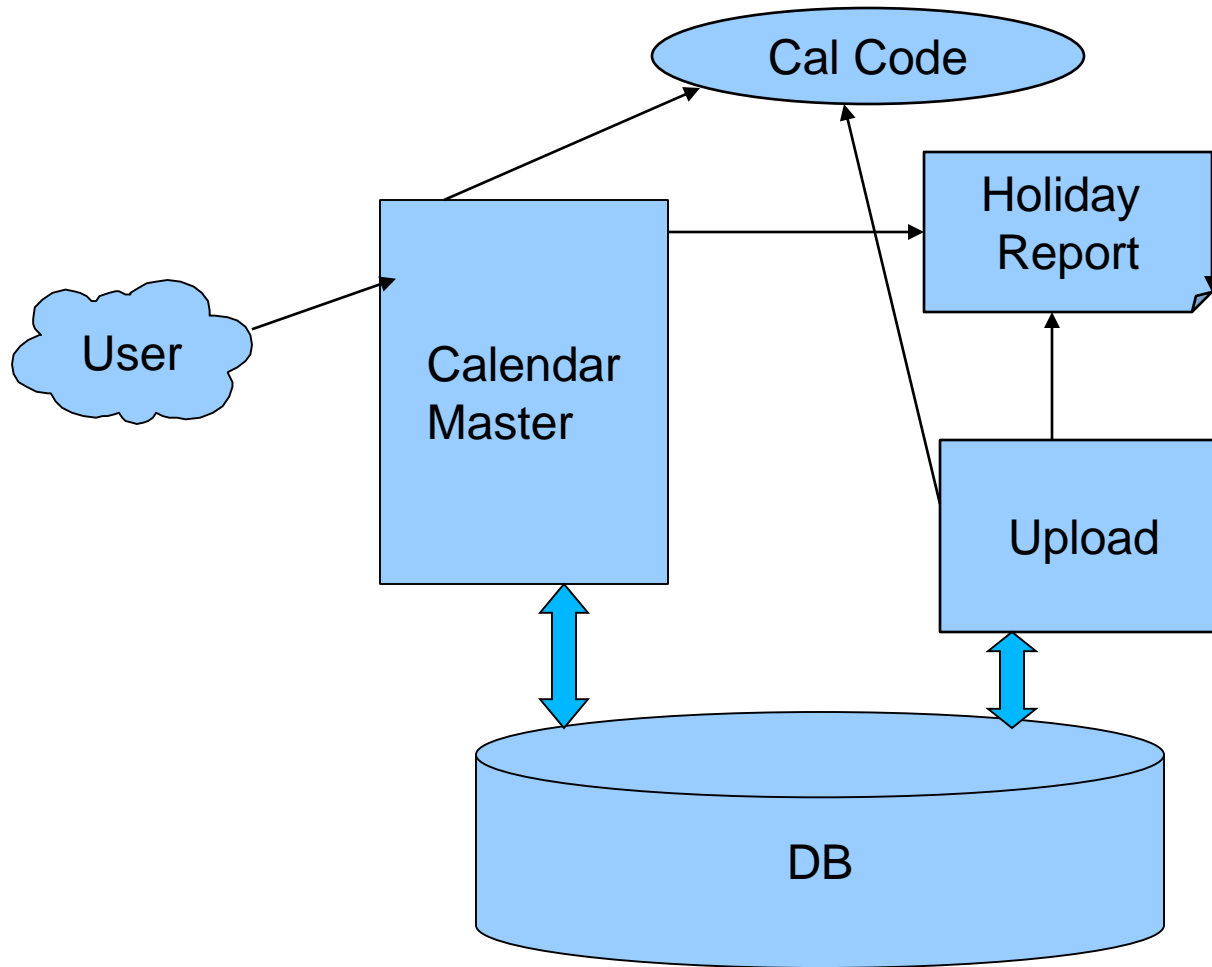 Cal Code
Holiday
Report
User
Calendar
Master
Upload
DB